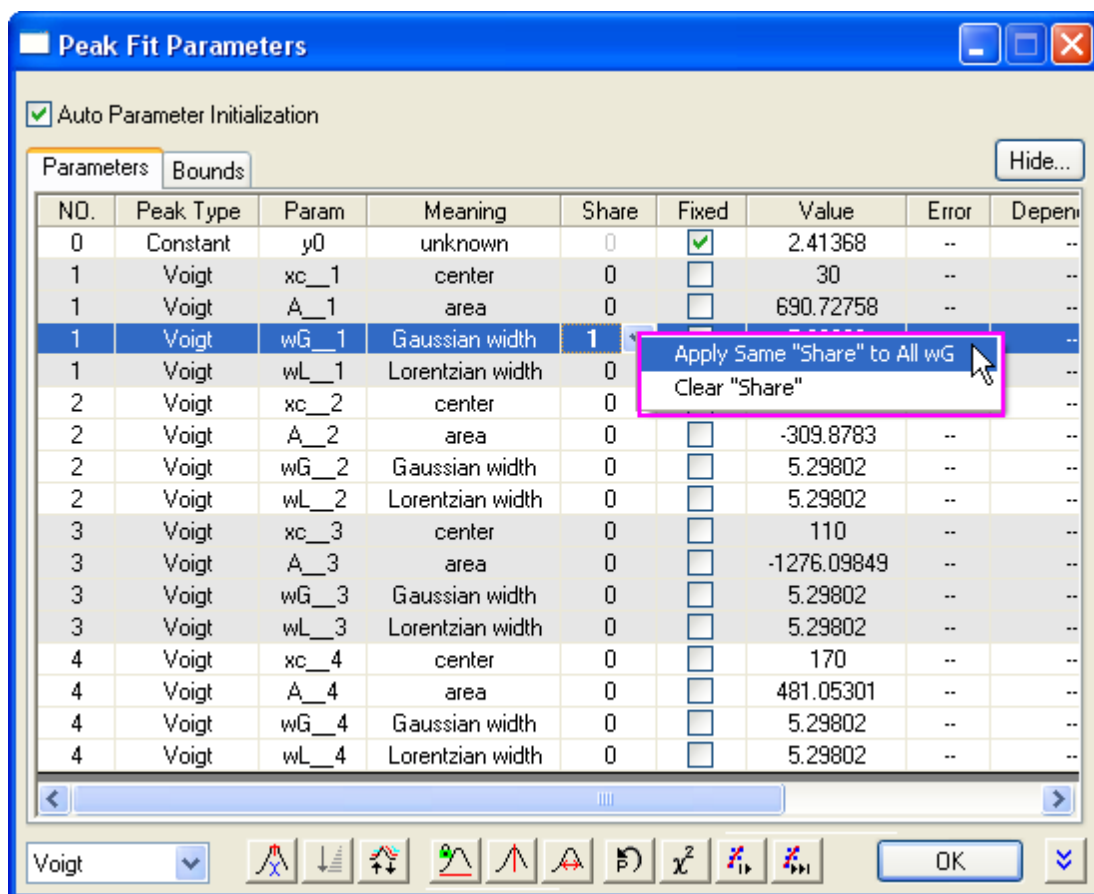 Peak Fit Parameters
Auto Parameter Initialization
Parameters Bounds Hide...
NO. Peak Type Param Meaning Share Fixed Value Error Depen
0 Constant y0 unknown 0 2.41368 -- --
1 Voigt xc__1 center 0 30 -- --
1 Voigt A__1 area 0 690.72758 -- --
1 Voigt wG__1 Gaussian width 1 --
Apply Same "Share" to All wG
1 Voigt wL__1 Lorentzian width 0 --
Clear "Share"
2 Voigt xc__2 center 0 --
2 Voigt A__2 area 0 -309.8783 -- --
2 Voigt wG__2 Gaussian width 0 5.29802 -- --
2 Voigt wL__2 Lorentzian width 0 5.29802 -- --
3 Voigt xc__3 center 0 110 -- --
3 Voigt A__3 area 0 -1276.09849 -- --
3 Voigt wG__3 Gaussian width 0 5.29802 -- --
3 Voigt wL__3 Lorentzian width 0 5.29802 -- --
4 Voigt xc__4 center 0 170 -- --
4 Voigt A__4 area 0 481.05301 -- --
4 Voigt wG__4 Gaussian width 0 5.29802 -- --
4 Voigt wL__4 Lorentzian width 0 5.29802 -- --
Voigt X P χ² OK